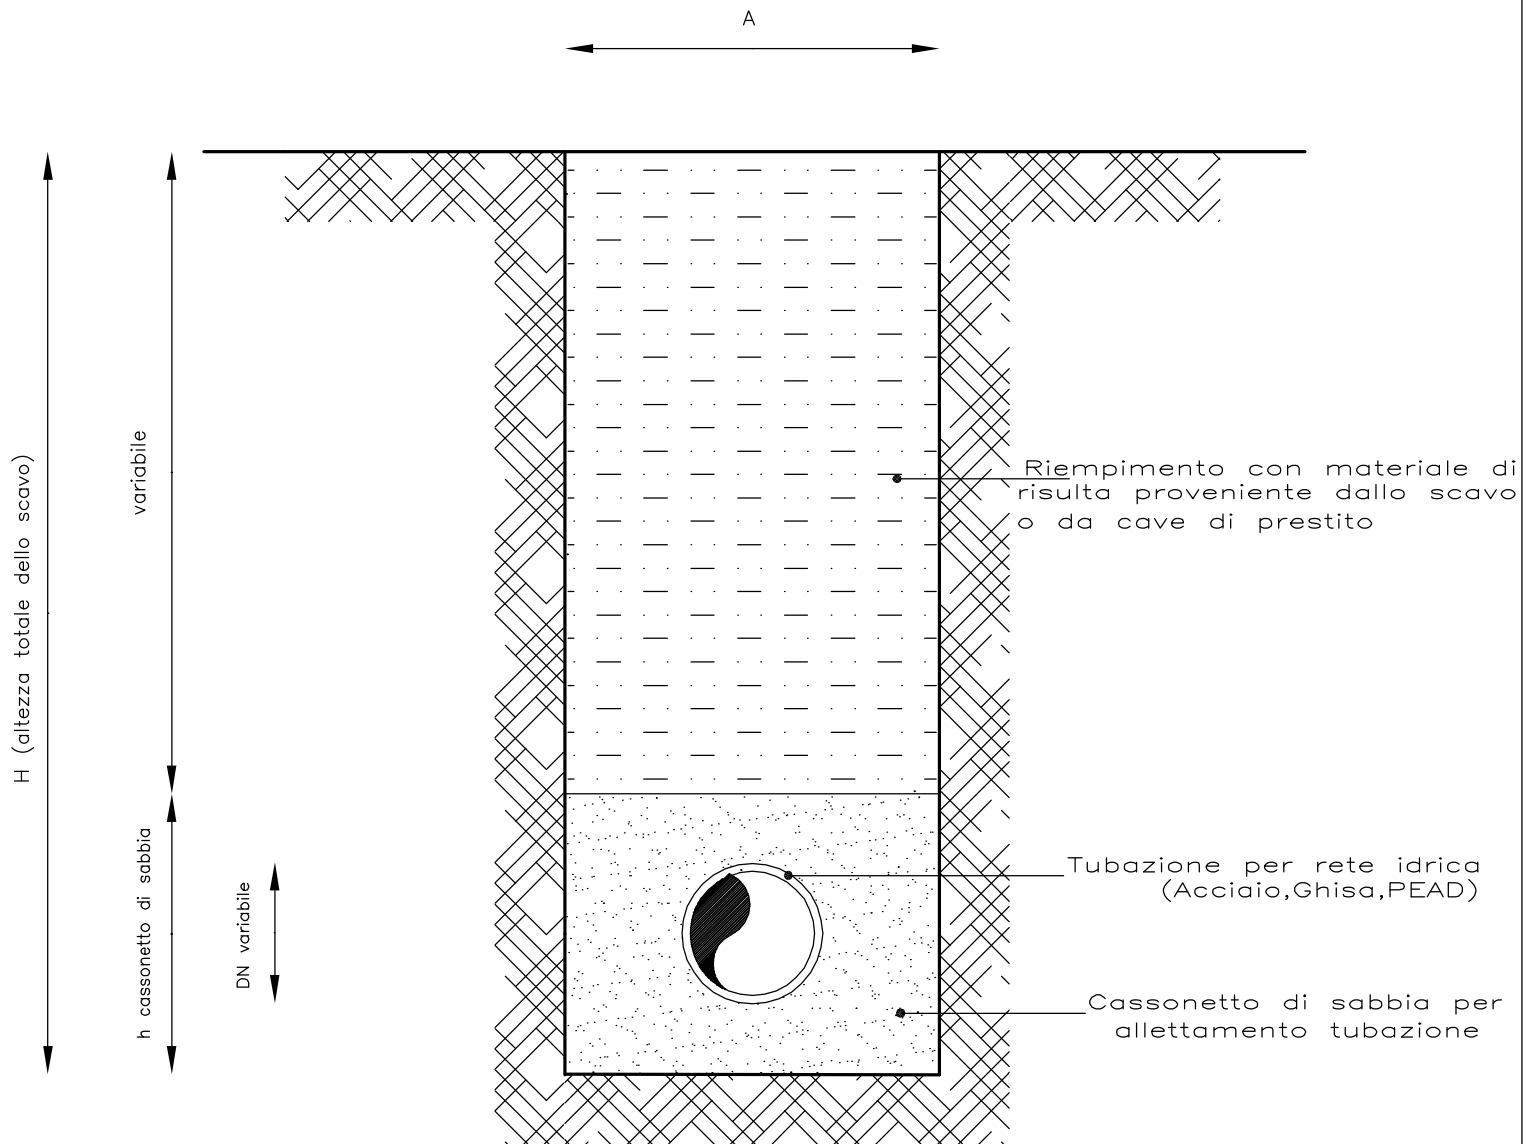 A
H (altezza totale dello scavo)
variabile
h cassonetto di sabbia
DN variabile
Riempimento con materiale di
risulta proveniente dallo scavo
o da cave di prestito
Tubazione per rete idrica
(Acciaio,Ghisa,PEAD)
Cassonetto di sabbia per
allettamento tubazione